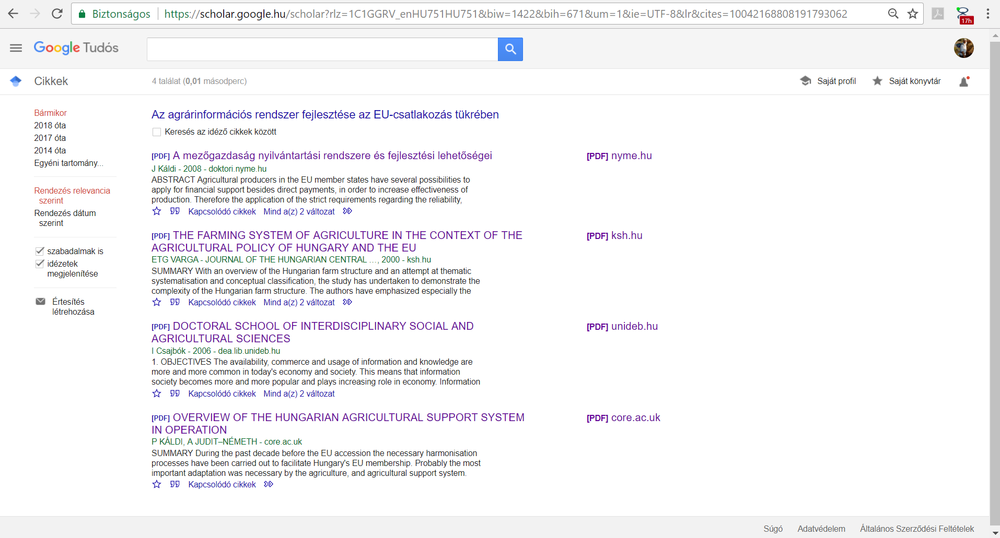 Biztonságos https://scholar.google.hu/scholar?rlz=1C1GGRV_enHU751HU751&biw=1422&bih=671&um=1&ie=UTF-8&lr&cites=10042168808191793062
17h
Google Tudós
Cikkek
4 találat (0,01 másodperc)
Saját profil
Saját könyvtár
Bármikor
2018 óta
2017 óta
2014 óta
Egyéni tartomány...
Rendezés relevancia
szerint
Rendezés dátum
szerint
szabadalmak is
idézetek
megjelenítése
Értesítés
létrehozása
Az agrárinformációs rendszer fejlesztése az EU-csatlakozás tükrében
Keresés az idéző cikkek között
[PDF] A mezőgazdaság nyilvántartási rendszere és fejlesztési lehetőségei
J Káldi - 2008 - doktori.nyme.hu
ABSTRACT Agricultural producers in the EU member states have several possibilities to
apply for financial support besides direct payments, in order to increase effectiveness of
production. Therefore the application of the strict requirements regarding the reliability,
Kapcsolódó cikkek Mind a(z) 2 változat
[PDF] nyme.hu
[PDF] THE FARMING SYSTEM OF AGRICULTURE IN THE CONTEXT OF THE
AGRICULTURAL POLICY OF HUNGARY AND THE EU
ETG VARGA - JOURNAL OF THE HUNGARIAN CENTRAL …, 2000 - ksh.hu
SUMMARY With an overview of the Hungarian farm structure and an attempt at thematic
systematisation and conceptual classification, the study has undertaken to demonstrate the
complexity of the Hungarian farm structure. The authors have emphasized especially the
Kapcsolódó cikkek Mind a(z) 2 változat
[PDF] ksh.hu
[PDF] DOCTORAL SCHOOL OF INTERDISCIPLINARY SOCIAL AND
AGRICULTURAL SCIENCES
I Csajbók - 2006 - dea.lib.unideb.hu
1. OBJECTIVES The availability, commerce and usage of information and knowledge are
more and more common in today's economy and society. This means that information
society becomes more and more popular and plays increasing role in economy. Information
Kapcsolódó cikkek Mind a(z) 2 változat
[PDF] unideb.hu
[PDF] OVERVIEW OF THE HUNGARIAN AGRICULTURAL SUPPORT SYSTEM
IN OPERATION
P KÁLDI, A JUDIT–NÉMETH - core.ac.uk
SUMMARY During the past decade before the EU accession the necessary harmonisation
processes have been carried out to facilitate Hungary's EU membership. Probably the most
important adaptation was necessary by the agriculture, and agricultural support system.
Kapcsolódó cikkek
[PDF] core.ac.uk
Súgó Adatvédelem Általános Szerződési Feltételek